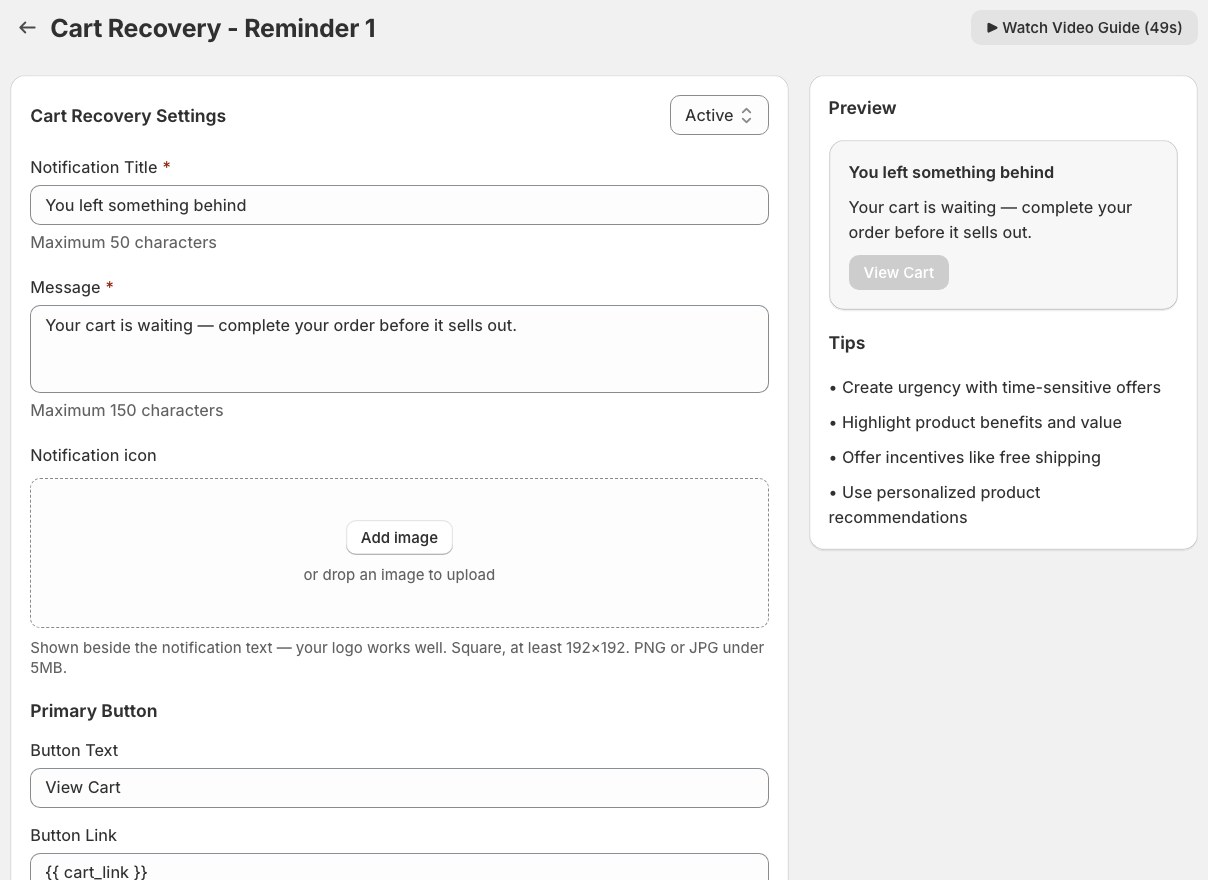 ← Cart Recovery - Reminder 1
▶ Watch Video Guide (49s)
Cart Recovery Settings
Active
Notification Title *
You left something behind
Maximum 50 characters
Message *
Your cart is waiting — complete your order before it sells out.
Maximum 150 characters
Notification icon
Add image
or drop an image to upload
Shown beside the notification text — your logo works well. Square, at least 192×192. PNG or JPG under
5MB.
Primary Button
Button Text
View Cart
Button Link
{{ cart_link }}
Preview
You left something behind
Your cart is waiting — complete your
order before it sells out.
View Cart
Tips
• Create urgency with time-sensitive offers
• Highlight product benefits and value
• Offer incentives like free shipping
• Use personalized product
recommendations